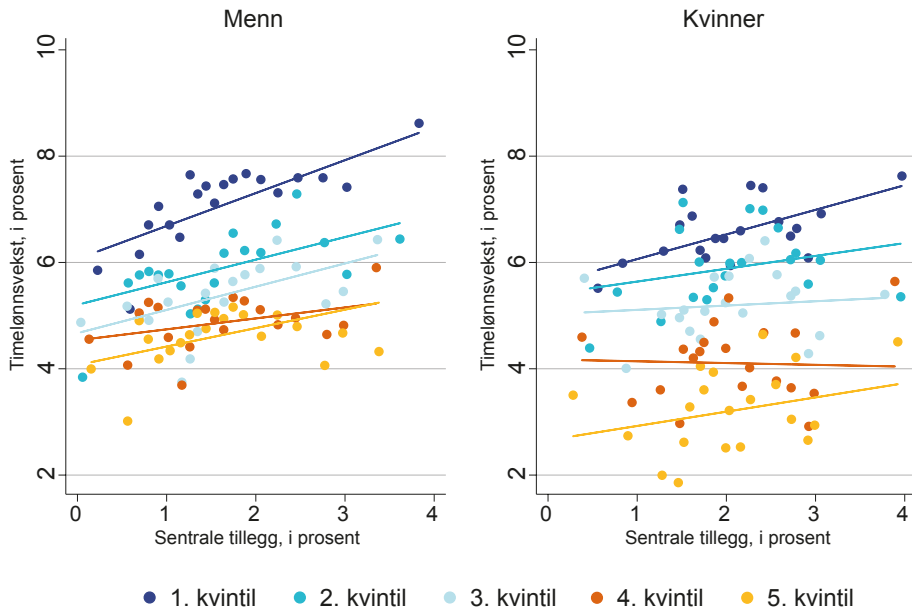 Menn
Kvinner
Timelønnsvekst, i prosent
10
8
6
4
2
0
1
2
3
4
Sentrale tillegg, i prosent
Timelønnsvekst, i prosent
10
8
6
4
2
0
1
2
3
4
Sentrale tillegg, i prosent
1. kvintil
2. kvintil
3. kvintil
4. kvintil
5. kvintil